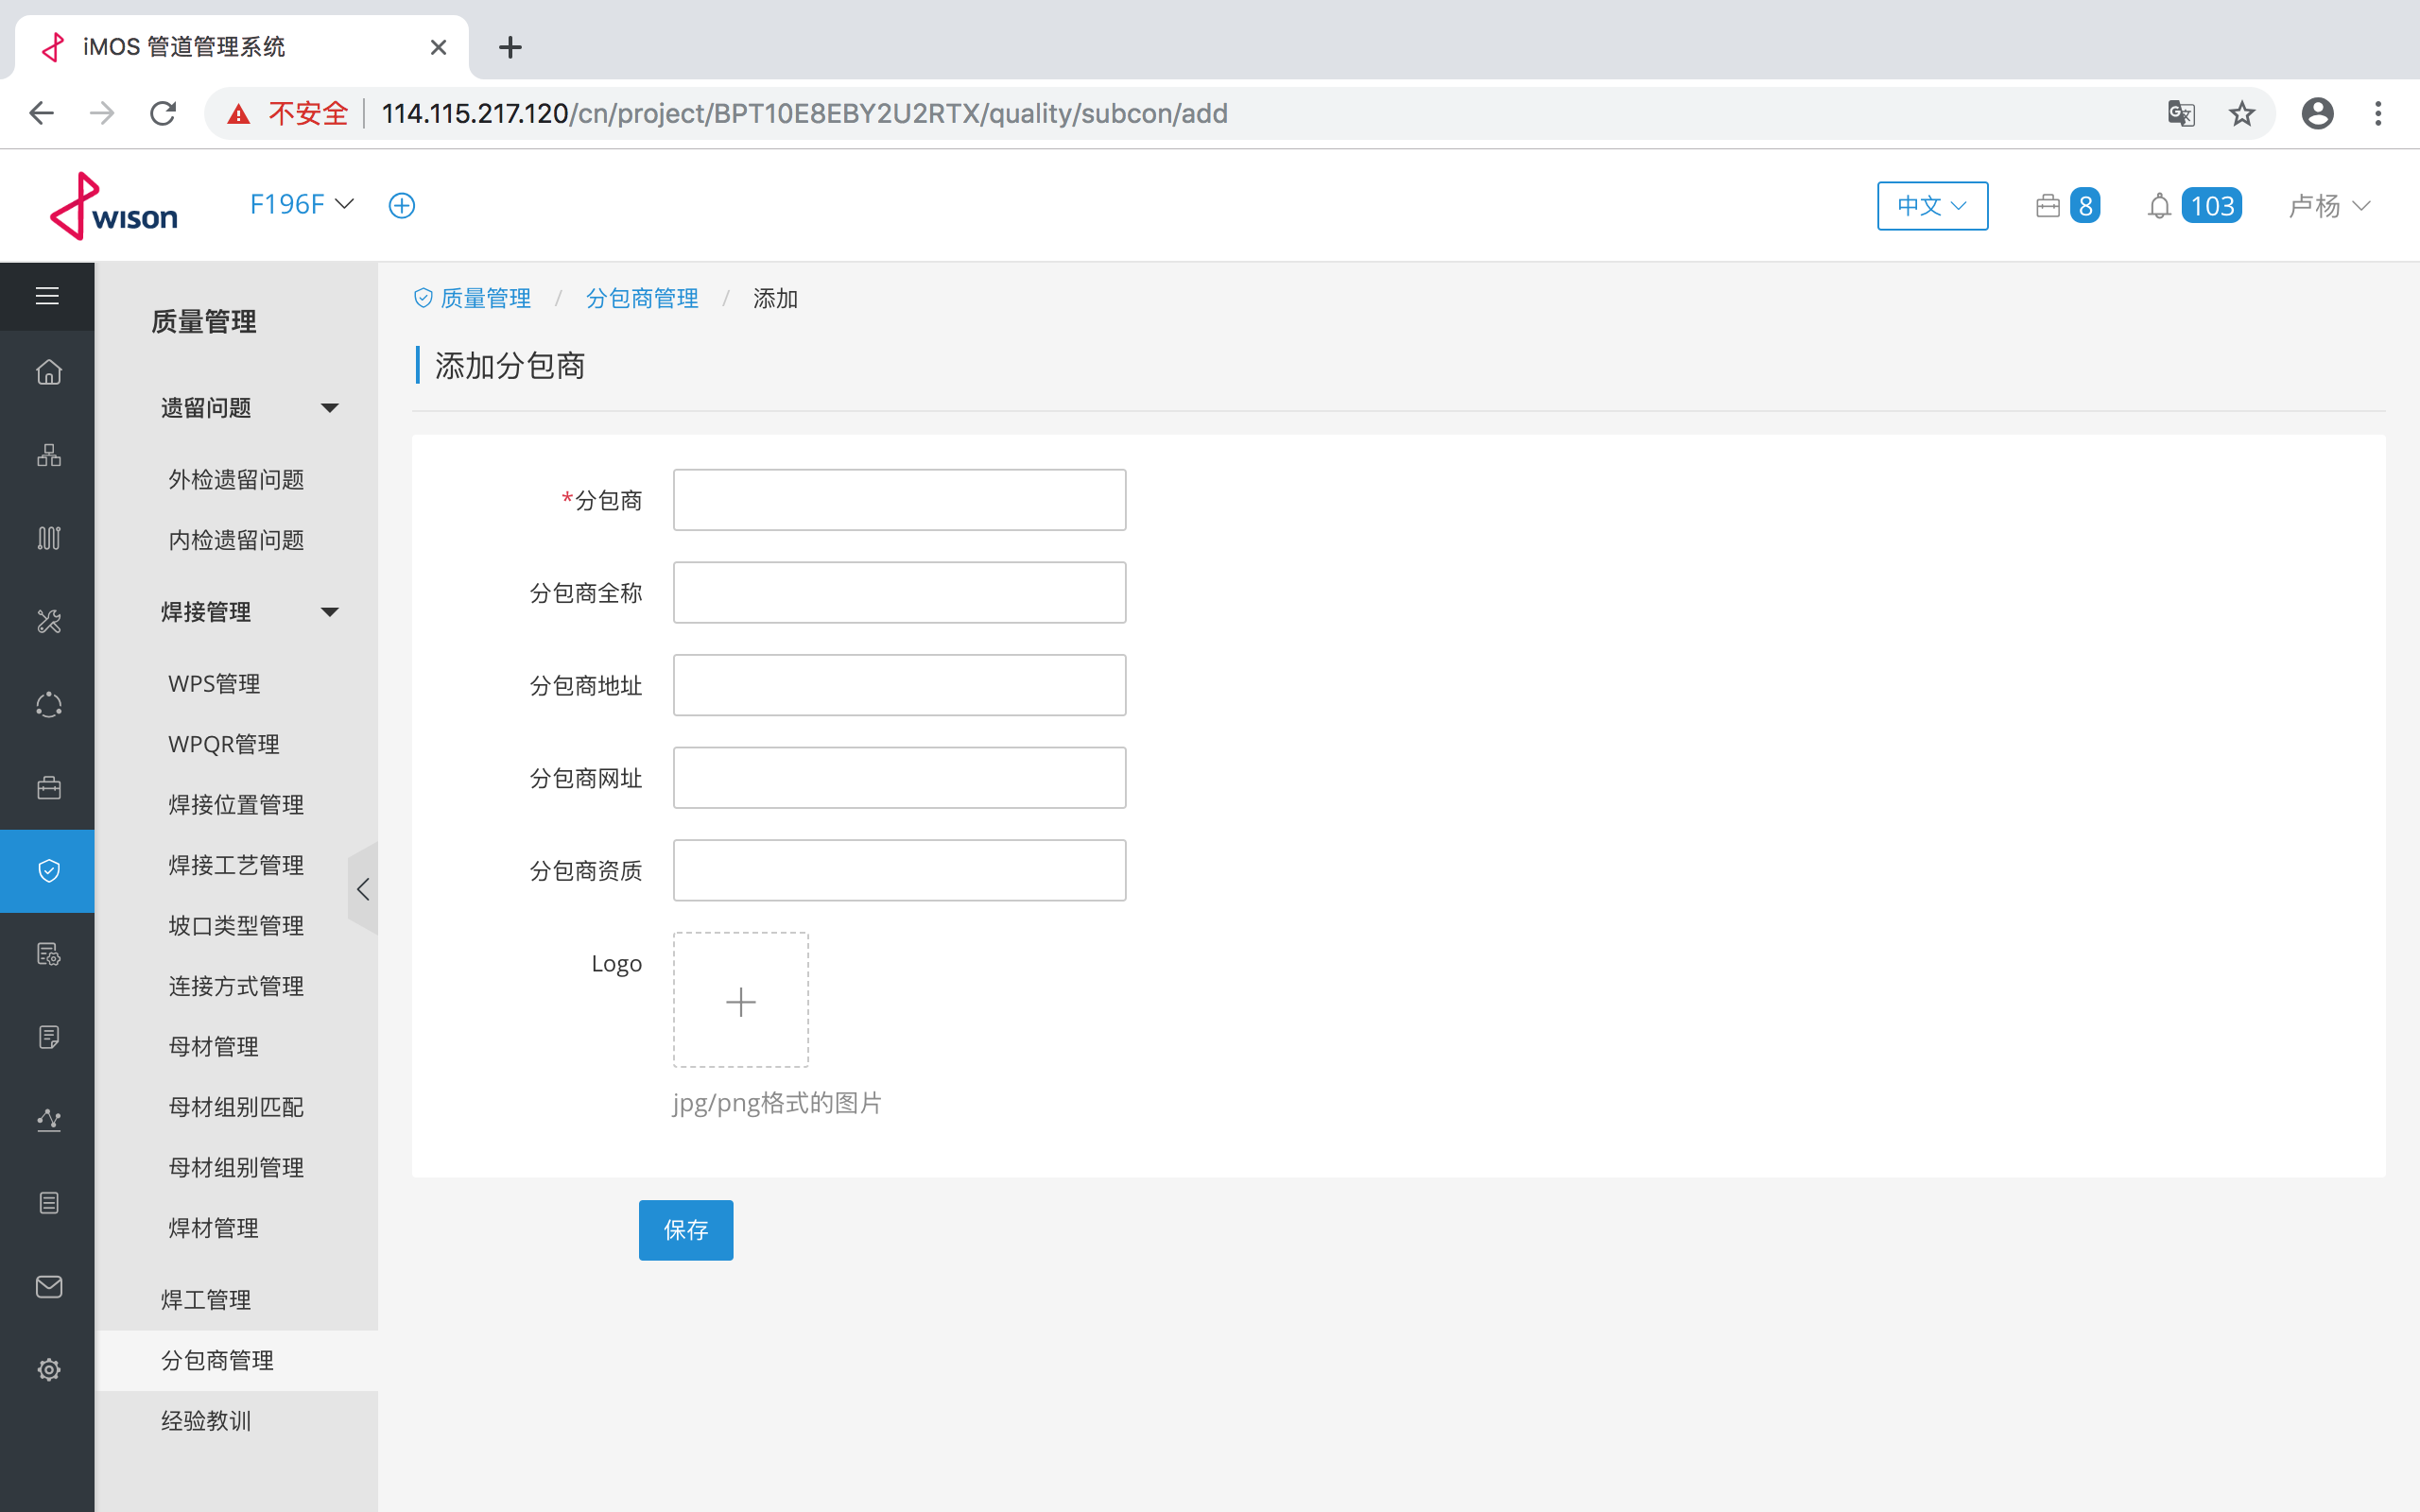 iMOS 管道管理系统
不安全
114.115.217.120/cn/project/BPT10E8EBY2U2RTX/quality/subcon/add
wison
F196F
中文
8
103
卢杨
质量管理
遗留问题
外检遗留问题
内检遗留问题
焊接管理
WPS管理
WPQR管理
焊接位置管理
焊接工艺管理
坡口类型管理
连接方式管理
母材管理
母材组别匹配
母材组别管理
焊材管理
焊工管理
分包商管理
经验教训
质量管理 / 分包商管理 / 添加
添加分包商
*分包商
分包商全称
分包商地址
分包商网址
分包商资质
Logo
jpg/png格式的图片
保存